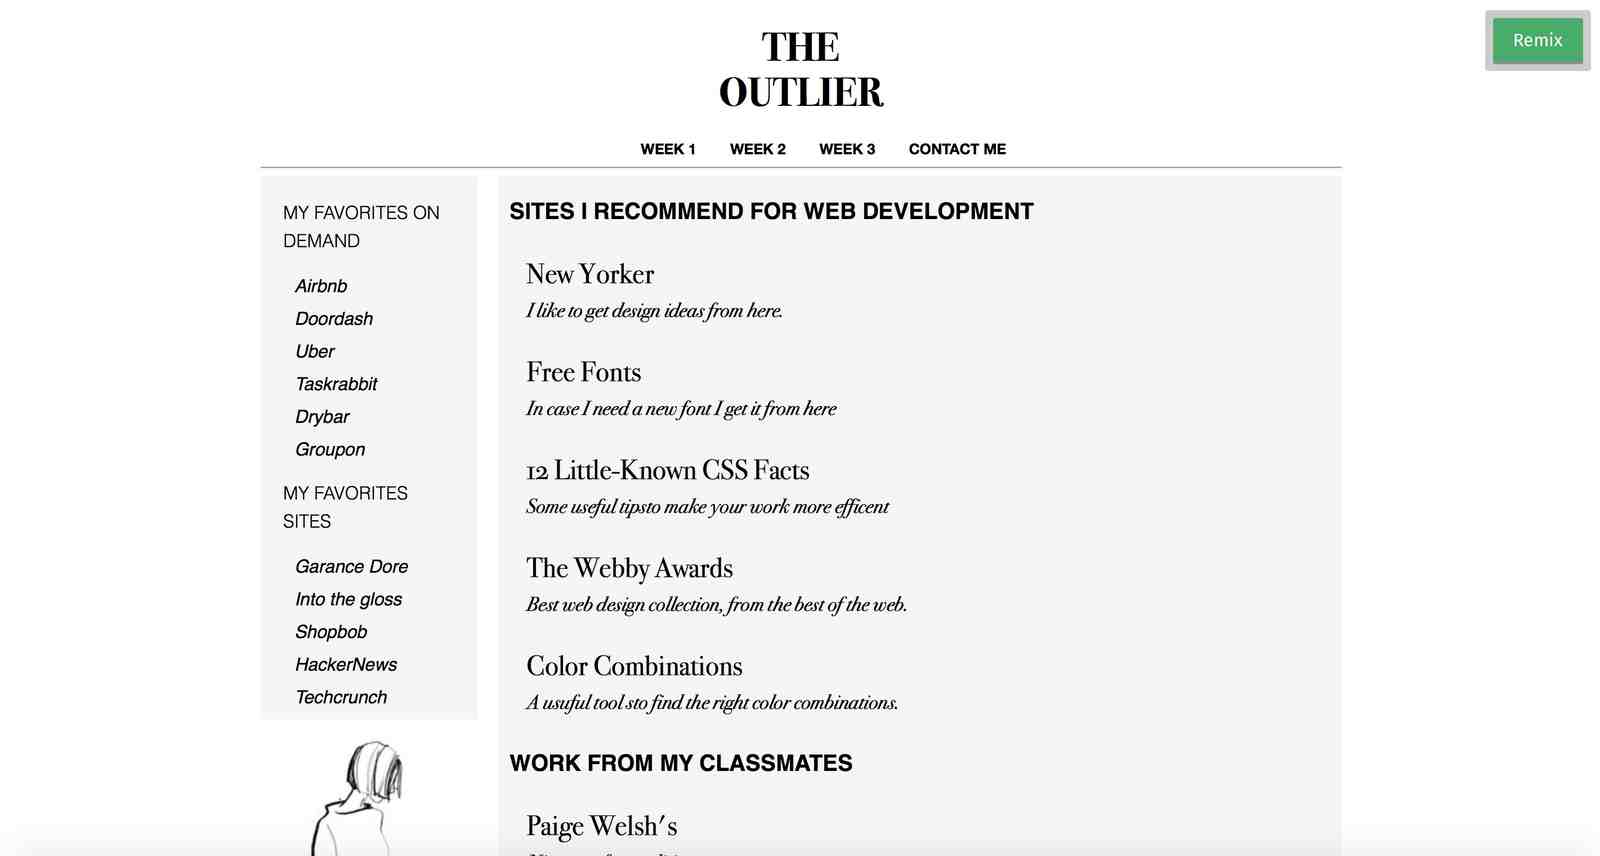 THE
OUTLIER
Remix
WEEK 1 WEEK 2 WEEK 3 CONTACT ME
MY FAVORITES ON
DEMAND
Airbnb
Doordash
Uber
Taskrabbit
Drybar
Groupon
MY FAVORITES
SITES
Garance Dore
Into the gloss
Shopbob
HackerNews
Techcrunch
SITES I RECOMMEND FOR WEB DEVELOPMENT
New Yorker
I like to get design ideas from here.
Free Fonts
In case I need a new font I get it from here
12 Little-Known CSS Facts
Some useful tipsto make your work more efficent
The Webby Awards
Best web design collection, from the best of the web.
Color Combinations
A usuful tool sto find the right color combinations.
WORK FROM MY CLASSMATES
Paige Welsh's